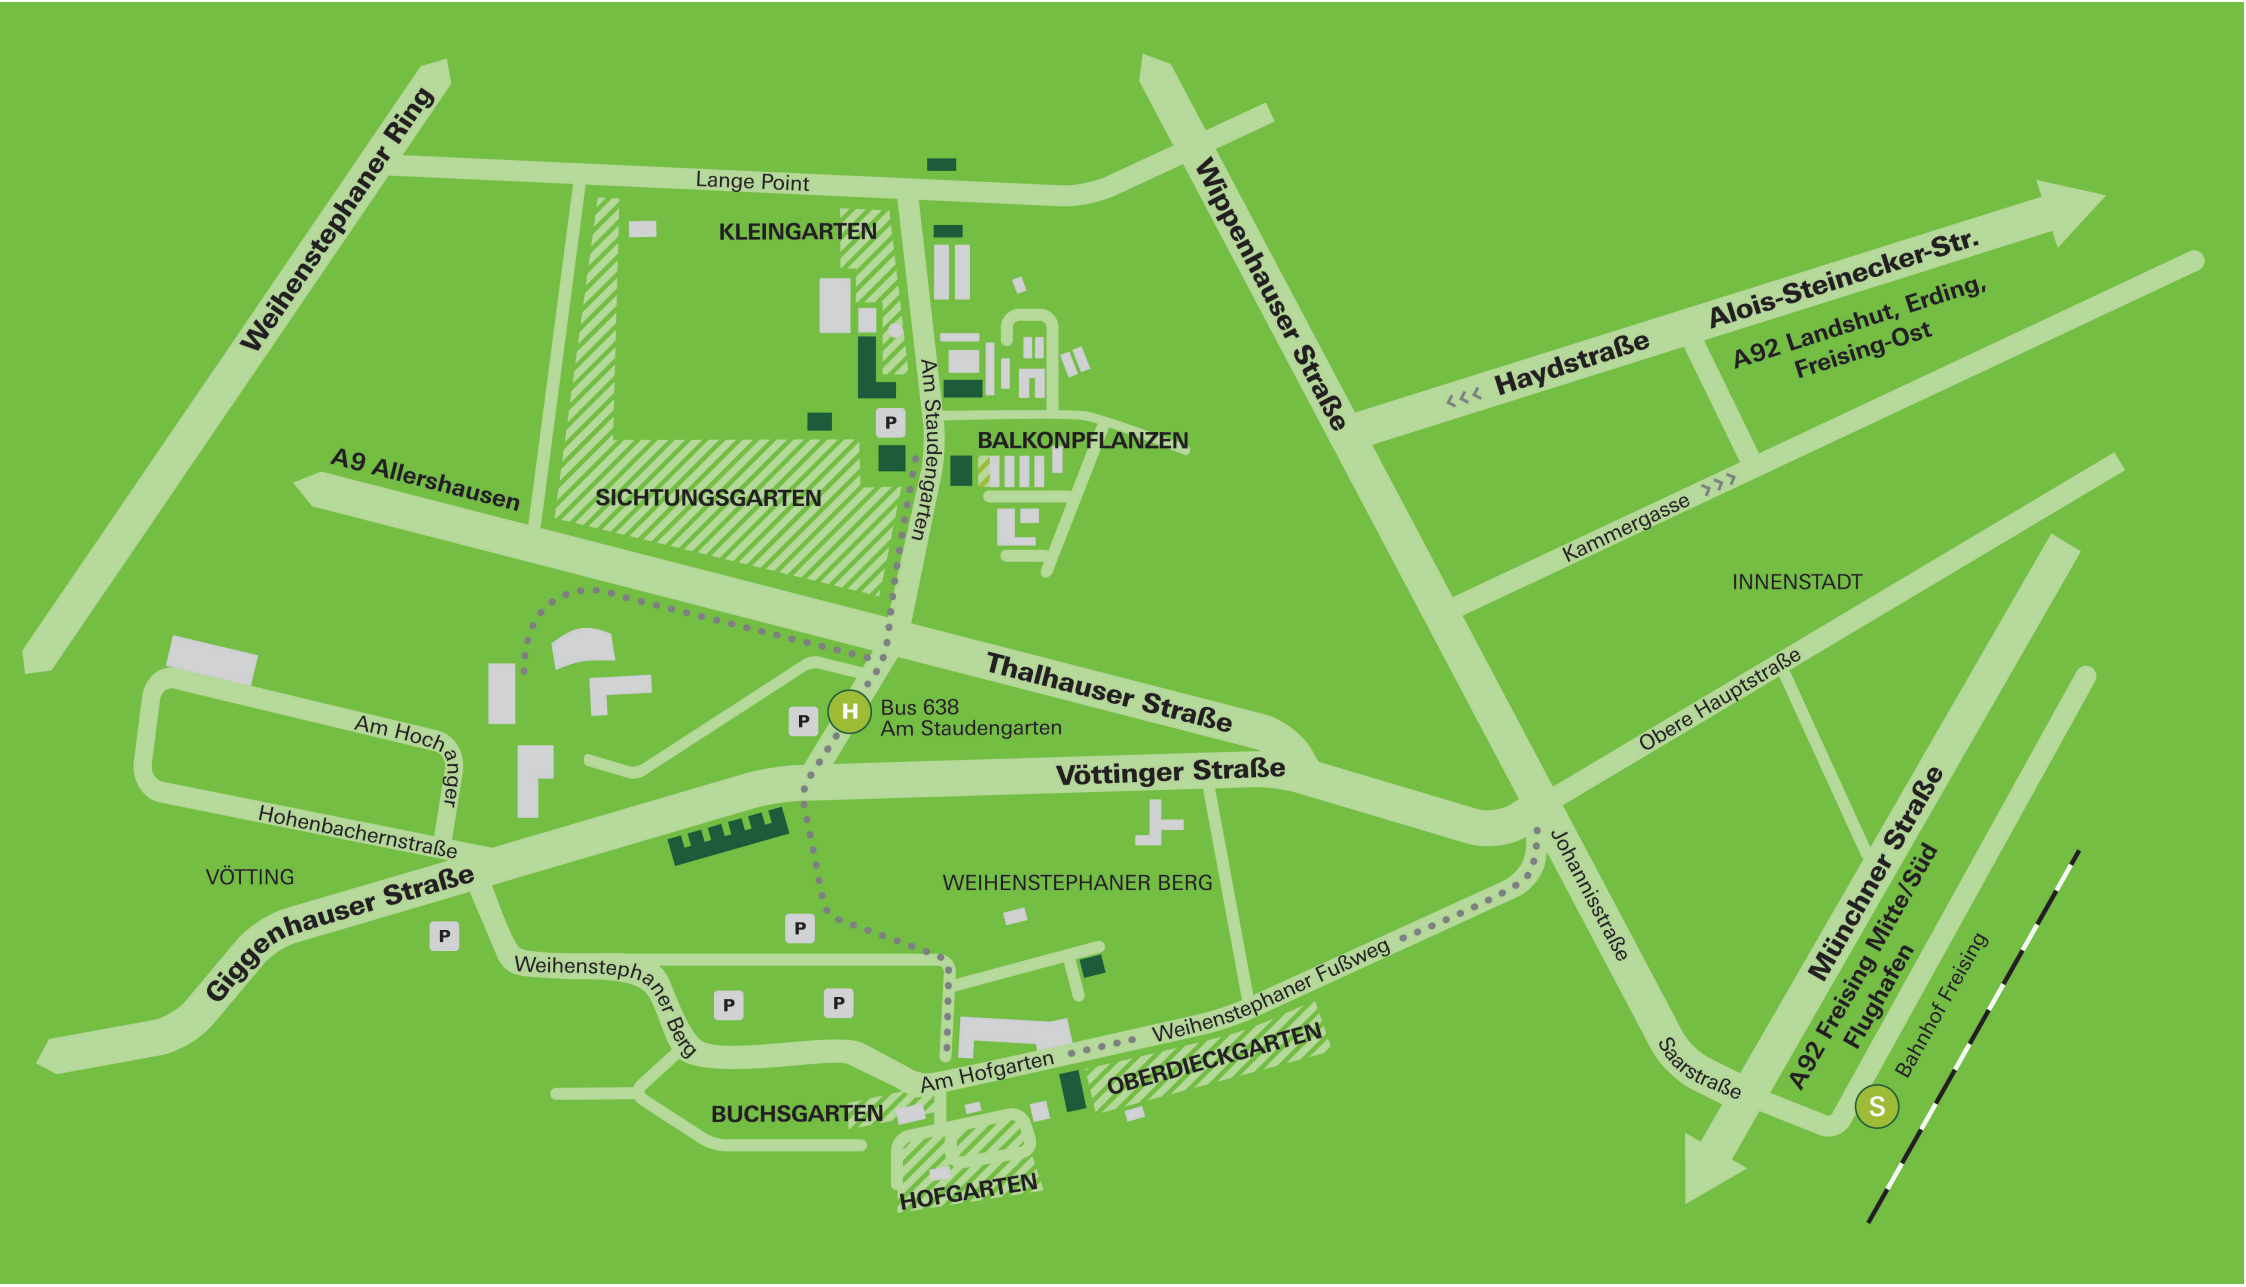 Weihenstephaner Ring
Lange Point
KLEINGARTEN
Wippenhauser Straße
Alois-Steinecker-Str.
A92 Landshut, Erding,
Freising-Ost
‹‹‹ Haydstraße
Am Staudengarten
P
BALKONPFLANZEN
A9 Allershausen
SICHTUNGSGARTEN
Kammergasse ›››
INNENSTADT
Thalhauser Straße
Obere Hauptstraße
P
H
Bus 638
Am Staudengarten
Am Hochanger
Vöttinger Straße
Hohenbachernstraße
VÖTTING
Giggenhauser Straße
P
P
WEIHENSTEPHANER BERG
Johannisstraße
Münchner Straße
A92 Freising Mitte/Süd
Flughafen
Bahnhof Freising
Weihenstephaner Berg
P
P
Weihenstephaner Fußweg
Am Hofgarten
OBERDIECKGARTEN
Saarstraße
S
BUCHSGARTEN
HOFGARTEN